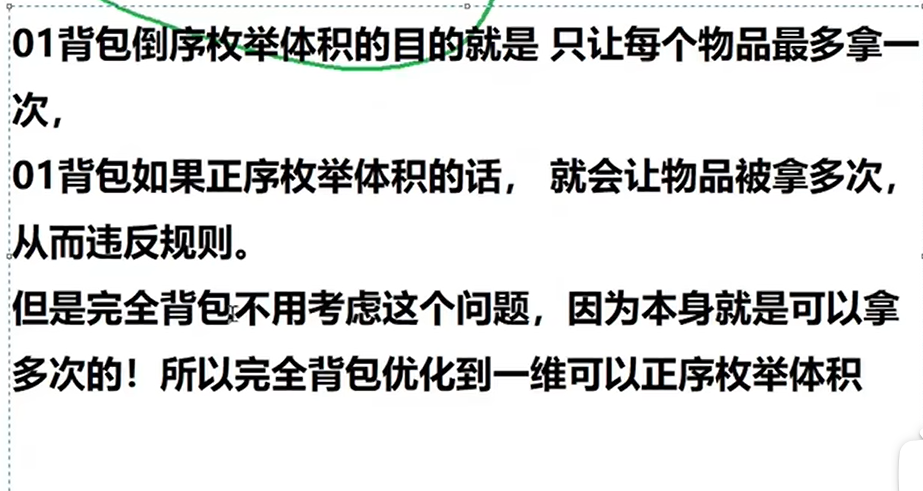 01背包倒序枚举体积的目的就是 只让每个物品最多拿一
次，
01背包如果正序枚举体积的话， 就会让物品被拿多次，
从而违反规则。
但是完全背包不用考虑这个问题，因为本身就是可以拿
多次的！所以完全背包优化到一维可以正序枚举体积